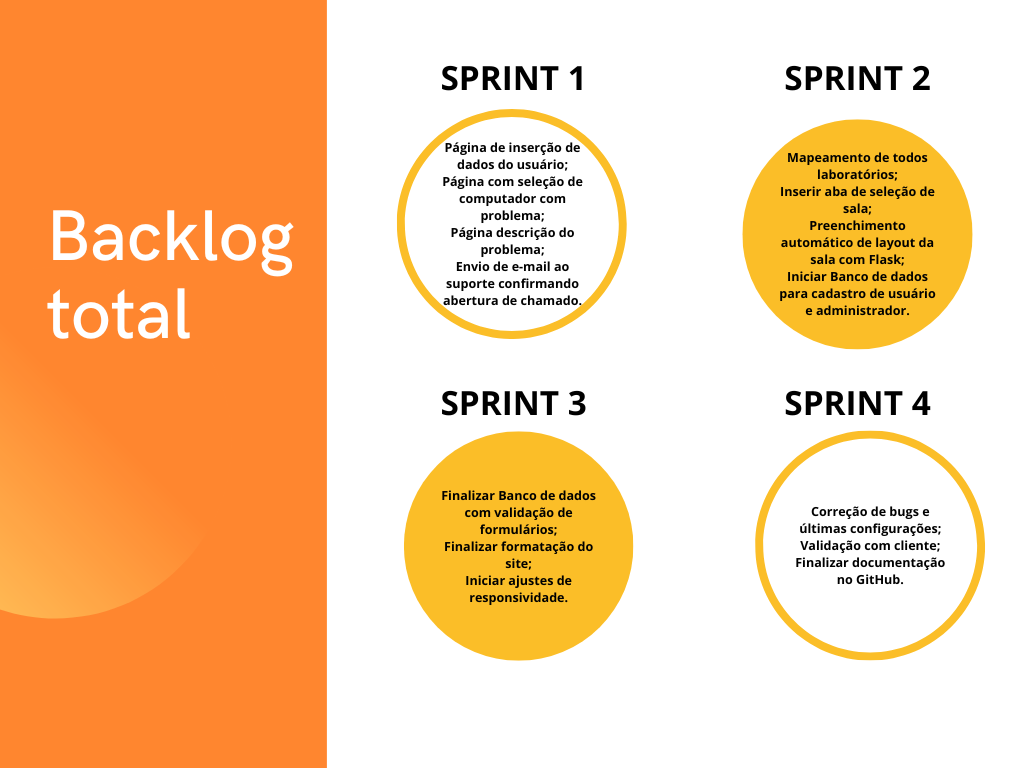 Backlog
total
SPRINT 1
Página de inserção de
dados do usuário;
Página com seleção de
computador com
problema;
Página descrição do
problema;
Envio de e-mail ao
suporte confirmando
abertura de chamado.
SPRINT 2
Mapeamento de todos
laboratórios;
Inserir aba de seleção de
sala;
Preenchimento
automático de layout da
sala com Flask;
Iniciar Banco de dados
para cadastro de usuário
e administrador.
SPRINT 3
Finalizar Banco de dados
com validação de
formulários;
Finalizar formatação do
site;
Iniciar ajustes de
responsividade.
SPRINT 4
Correção de bugs e
últimas configurações;
Validação com cliente;
Finalizar documentação
no GitHub.